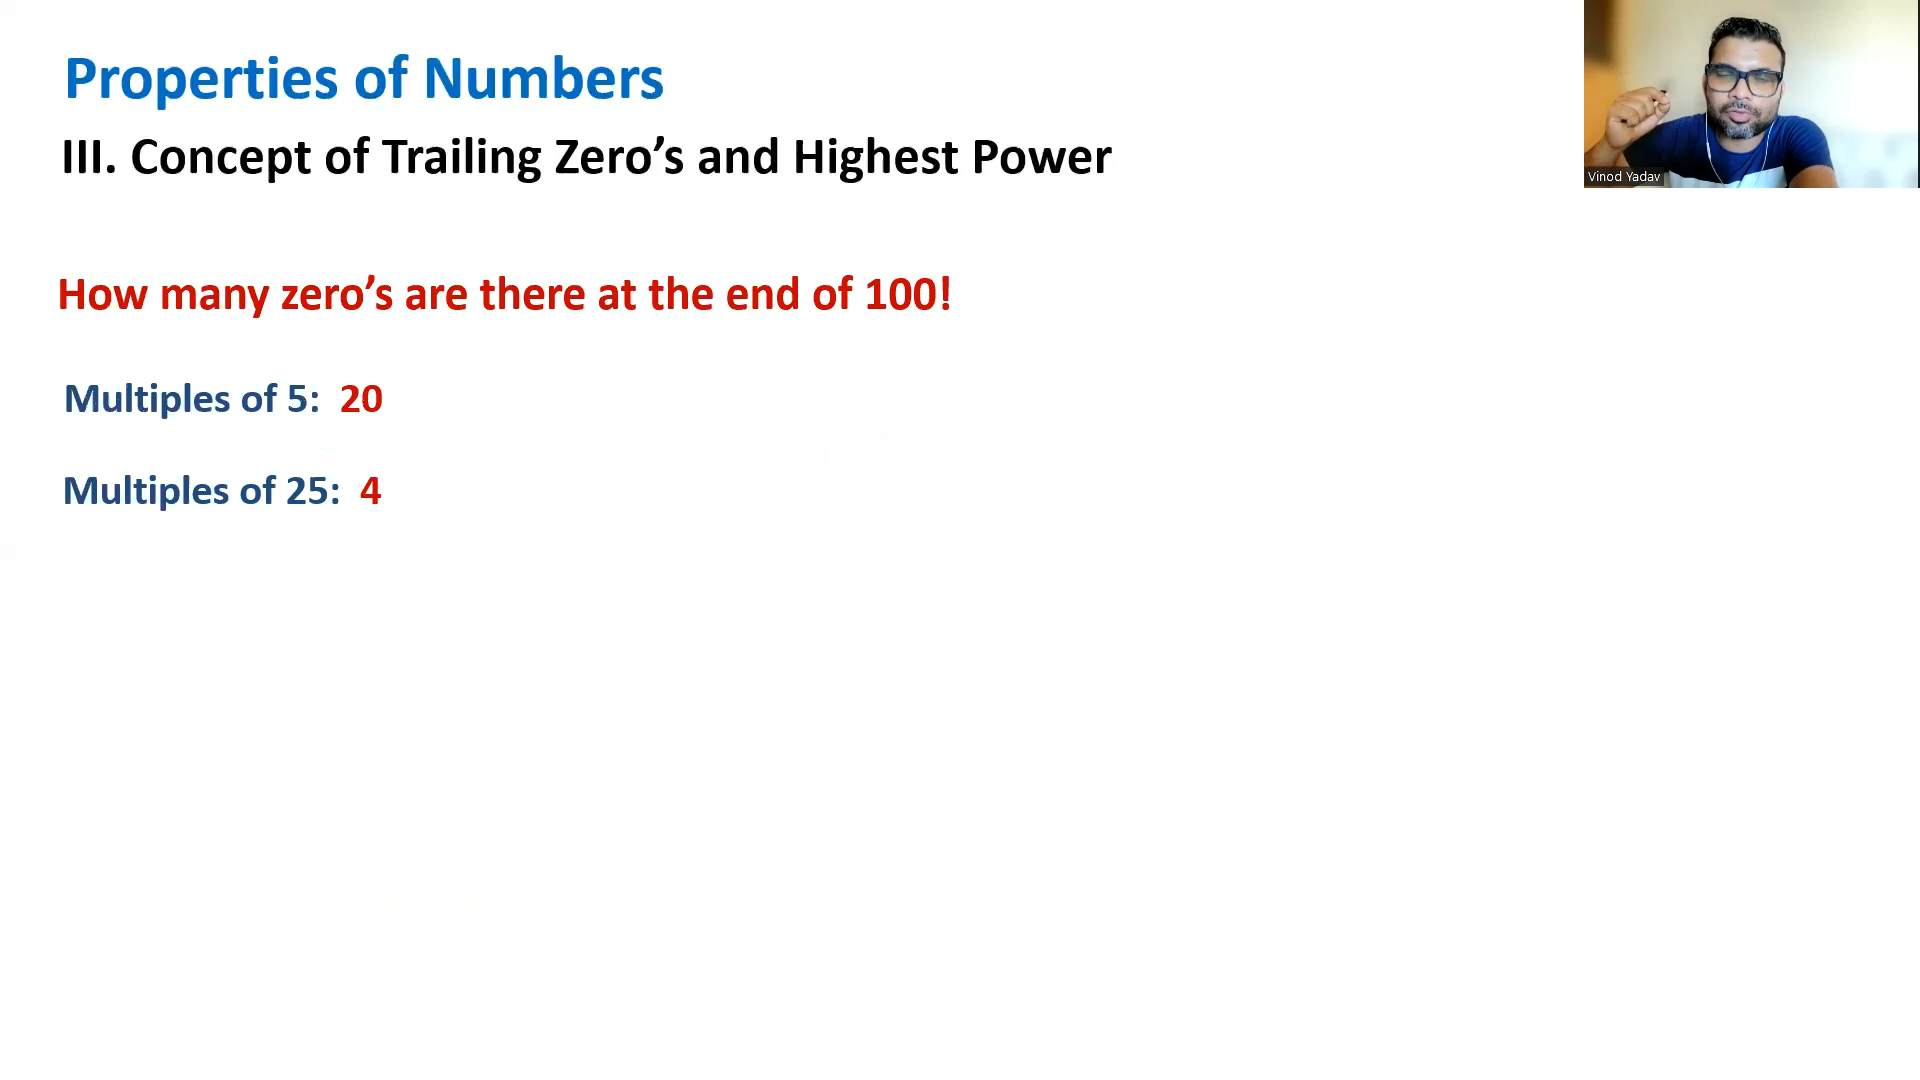 Properties of Numbers
III. Concept of Trailing Zero’s and Highest Power
Vinod Yadav
How many zero’s are there at the end of 100!
Multiples of 5: 20
Multiples of 25: 4